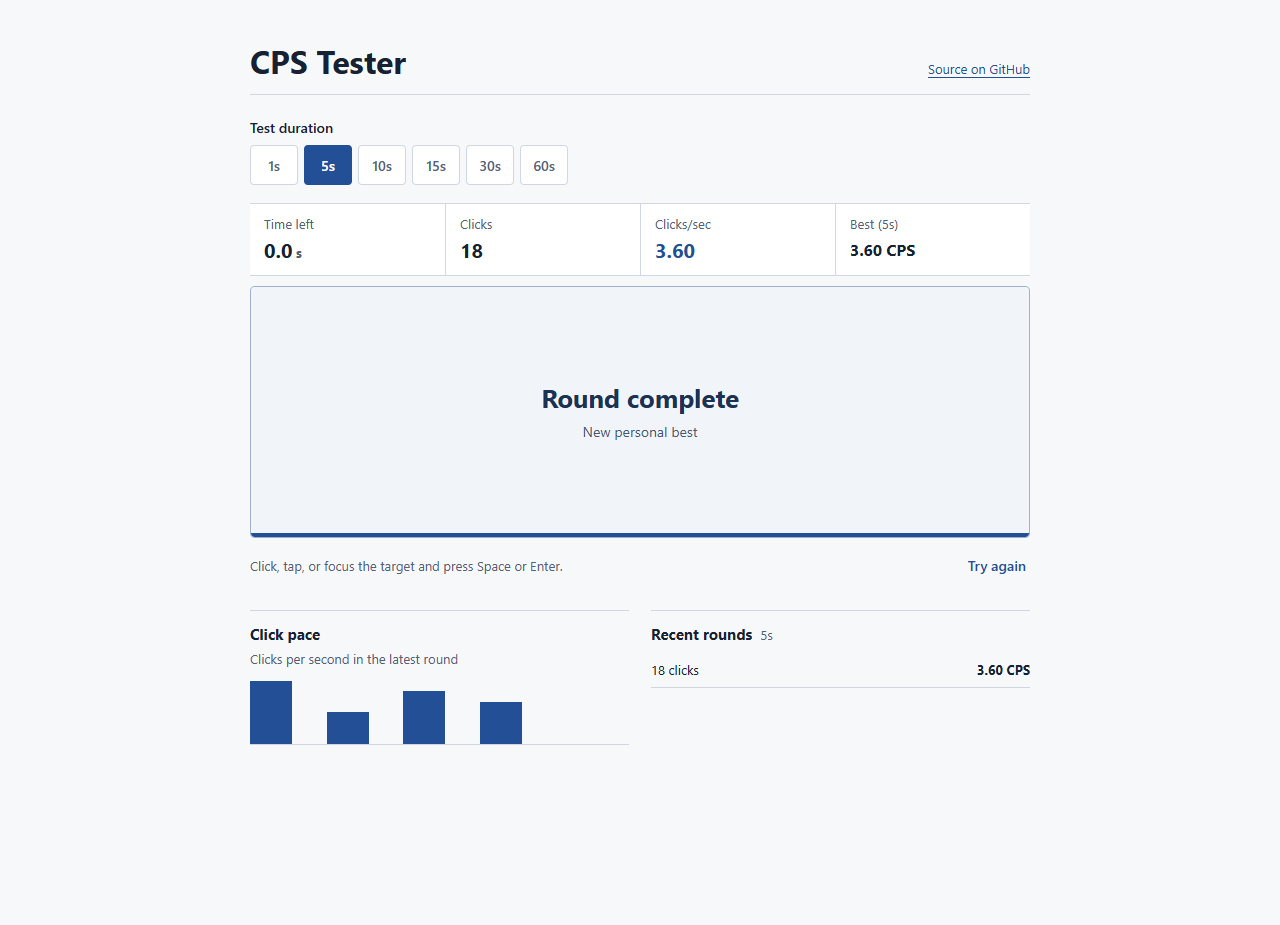 CPS Tester
Source on GitHub
Test duration
1s 5s 10s 15s 30s 60s
Time left Clicks Clicks/sec Best (5s)
0.0 s 18 3.60 3.60 CPS
Round complete
New personal best
Click, tap, or focus the target and press Space or Enter.
Try again
Click pace
Clicks per second in the latest round
Recent rounds 5s
18 clicks 3.60 CPS